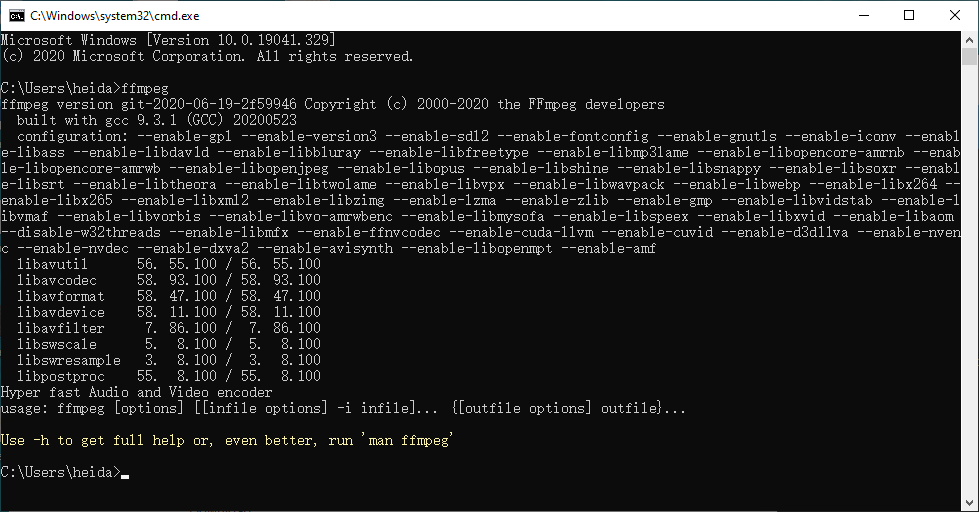 C:\Windows\system32\cmd.exe
Microsoft Windows [Version 10.0.19041.329]
(c) 2020 Microsoft Corporation. All rights reserved.
C:\Users\heida>ffmpeg
ffmpeg version git-2020-06-19-2f59946 Copyright (c) 2000-2020 the FFmpeg developers
built with gcc 9.3.1 (GCC) 20200523
configuration: --enable-gpl --enable-version3 --enable-sdl2 --enable-fontconfig --enable-gnutls --enable-iconv --enabl
e-libass --enable-libdav1d --enable-libbluray --enable-libfreetype --enable-libmp3lame --enable-libopencore-amrnb --enab
le-libopencore-amrwb --enable-libopenjpeg --enable-libopus --enable-libshine --enable-libsnappy --enable-libsoxr --enabl
e-libsrt --enable-libtheora --enable-libtwolame --enable-libvpx --enable-libwavpack --enable-libwebp --enable-libx264 --
enable-libx265 --enable-libxml2 --enable-libzimg --enable-lzma --enable-zlib --enable-gmp --enable-libvidstab --enable-l
ibvmaf --enable-libvorbis --enable-libvo-amrwbenc --enable-libmysofa --enable-libspeex --enable-libxvid --enable-libaom
--disable-w32threads --enable-libmfx --enable-ffnvcodec --enable-cuda-llvm --enable-cuvid --enable-d3d11va --enable-nven
c --enable-nvdec --enable-dxva2 --enable-avisynth --enable-libopenmpt --enable-amf
libavutil 56. 55.100 / 56. 55.100
libavcodec 58. 93.100 / 58. 93.100
libavformat 58. 47.100 / 58. 47.100
libavdevice 58. 11.100 / 58. 11.100
libavfilter 7. 86.100 / 7. 86.100
libswscale 5. 8.100 / 5. 8.100
libswresample 3. 8.100 / 3. 8.100
libpostproc 55. 8.100 / 55. 8.100
Hyper fast Audio and Video encoder
usage: ffmpeg [options] [[infile options] -i infile]... {[outfile options] outfile}...
Use -h to get full help or, even better, run 'man ffmpeg'
C:\Users\heida>